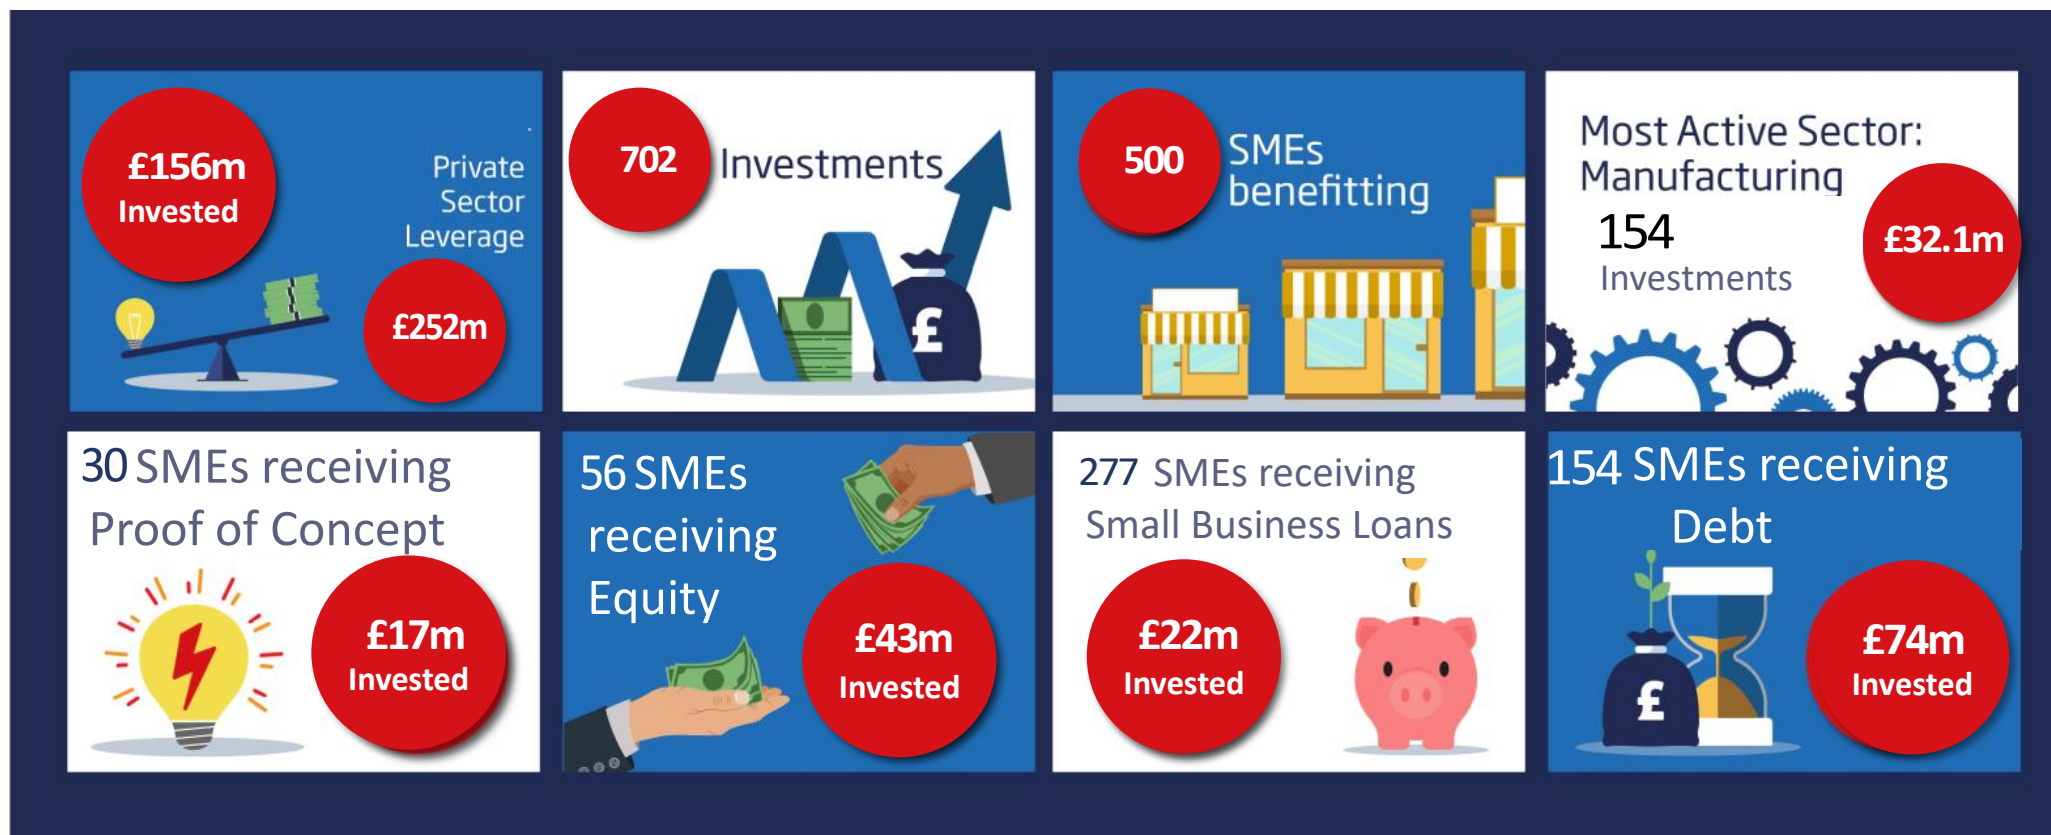 £156m
Invested
Private
Sector
Leverage
£252m
702
Investments
£
500
SMEs
benefitting
Most Active Sector:
Manufacturing
154
Investments
£32.1m
30 SMEs receiving
Proof of Concept
£17m
Invested
56 SMEs
receiving
Equity
£43m
Invested
277 SMEs receiving
Small Business Loans
£22m
Invested
154 SMEs receiving
Debt
£
£74m
Invested